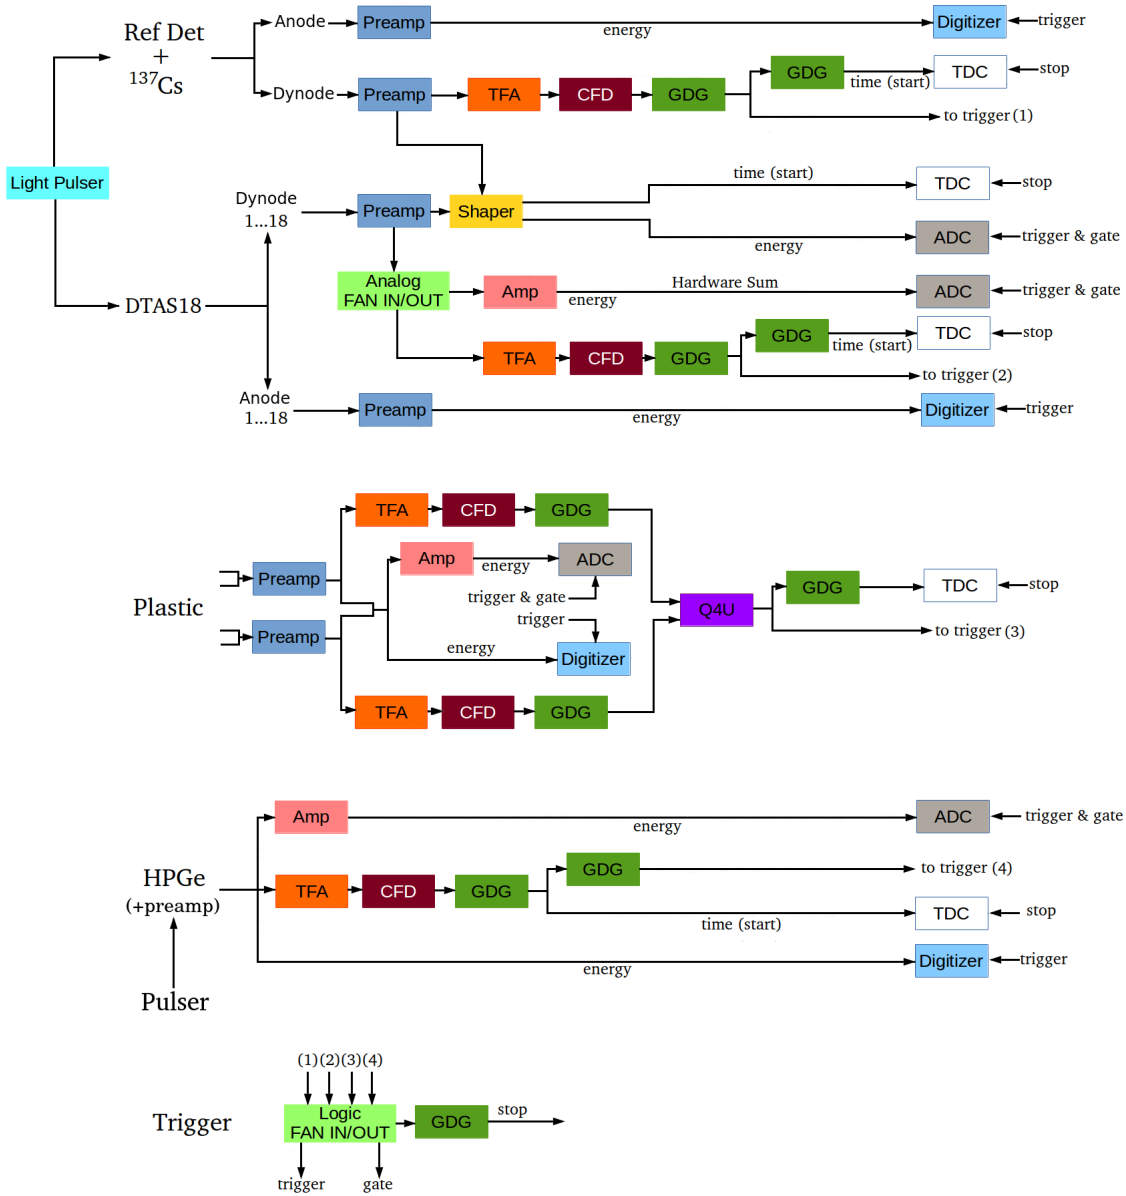 Anode
Preamp
energy
Digitizer
trigger
Ref Det
+
137Cs
Dynode
Preamp
TFA
CFD
GDG
GDG
time (start)
TDC
stop
to trigger (1)
Light Pulser
Dynode
1...18
Preamp
Shaper
time (start)
TDC
stop
energy
ADC
trigger & gate
DTAS18
Analog
FAN IN/OUT
Amp
energy
Hardware Sum
ADC
trigger & gate
TFA
CFD
GDG
GDG
time (start)
TDC
stop
to trigger (2)
Anode
1...18
Preamp
energy
Digitizer
trigger
Plastic
Preamp
Preamp
TFA
CFD
GDG
Amp
energy
ADC
trigger & gate
trigger
energy
Digitizer
TFA
CFD
GDG
Q4U
GDG
TDC
stop
to trigger (3)
HPGe
(+preamp)
Pulser
Amp
energy
ADC
trigger & gate
TFA
CFD
GDG
GDG
to trigger (4)
time (start)
TDC
stop
energy
Digitizer
trigger
Trigger
(1)(2)(3)(4)
Logic
FAN IN/OUT
GDG
stop
trigger
gate